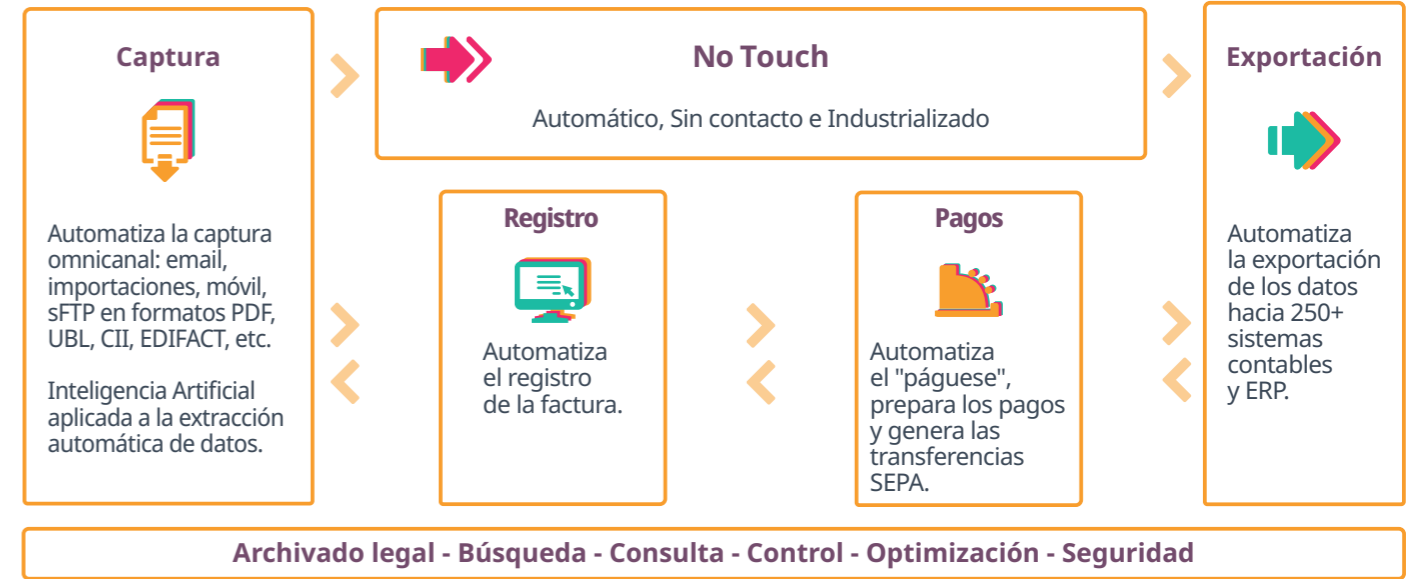 Captura
Automatiza la captura
omnicanal: email,
importaciones, móvil,
sFTP en formatos PDF,
UBL, CII, EDIFACT, etc.
Inteligencia Artificial
aplicada a la extracción
automática de datos.
No Touch
Automático, Sin contacto e Industrializado
Registro
Automatiza
el registro
de la factura.
Pagos
Automatiza
el "páguese",
prepara los pagos
y genera las
transferencias
SEPA.
Exportación
Automatiza
la exportación
de los datos
hacia 250+
sistemas
contables
y ERP.
Archivado legal - Búsqueda - Consulta - Control - Optimización - Seguridad